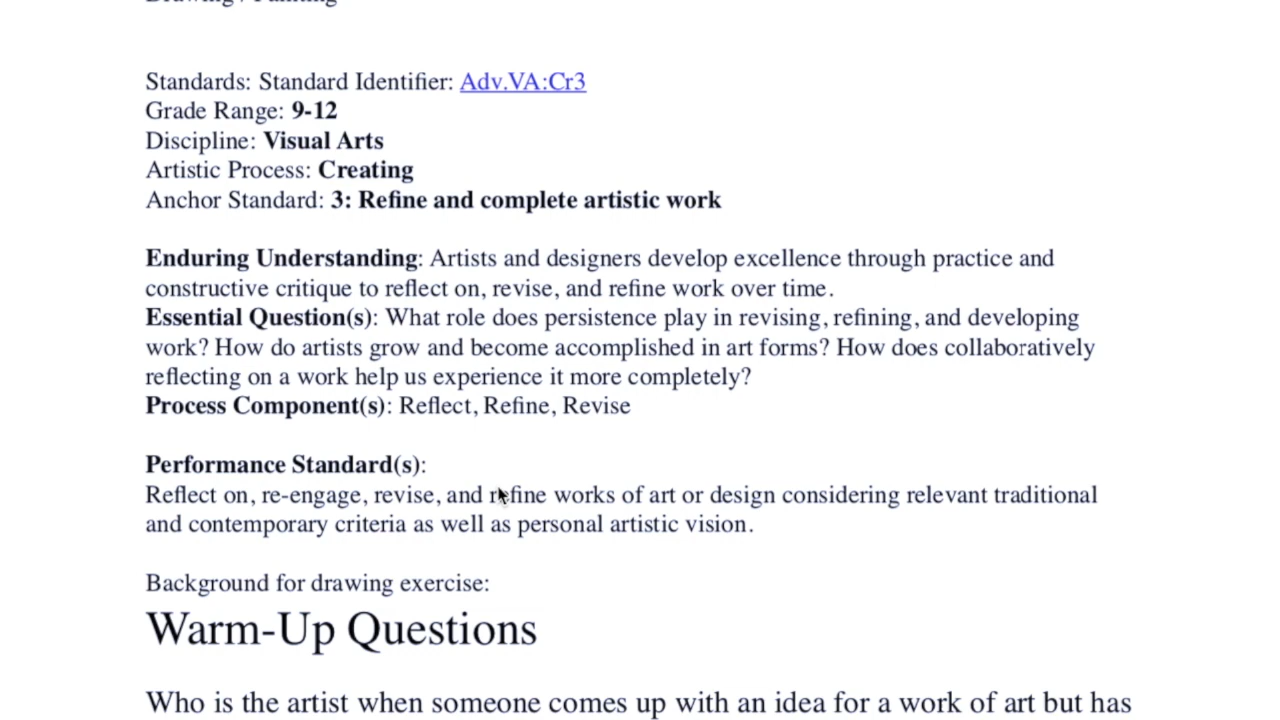 Drawing / Painting
Standards: Standard Identifier: Adv.VA:Cr3
Grade Range: 9-12
Discipline: Visual Arts
Artistic Process: Creating
Anchor Standard: 3: Refine and complete artistic work
Enduring Understanding: Artists and designers develop excellence through practice and
constructive critique to reflect on, revise, and refine work over time.
Essential Question(s): What role does persistence play in revising, refining, and developing
work? How do artists grow and become accomplished in art forms? How does collaboratively
reflecting on a work help us experience it more completely?
Process Component(s): Reflect, Refine, Revise
Performance Standard(s):
Reflect on, re-engage, revise, and refine works of art or design considering relevant traditional
and contemporary criteria as well as personal artistic vision.
Background for drawing exercise:
Warm-Up Questions
Who is the artist when someone comes up with an idea for a work of art but has